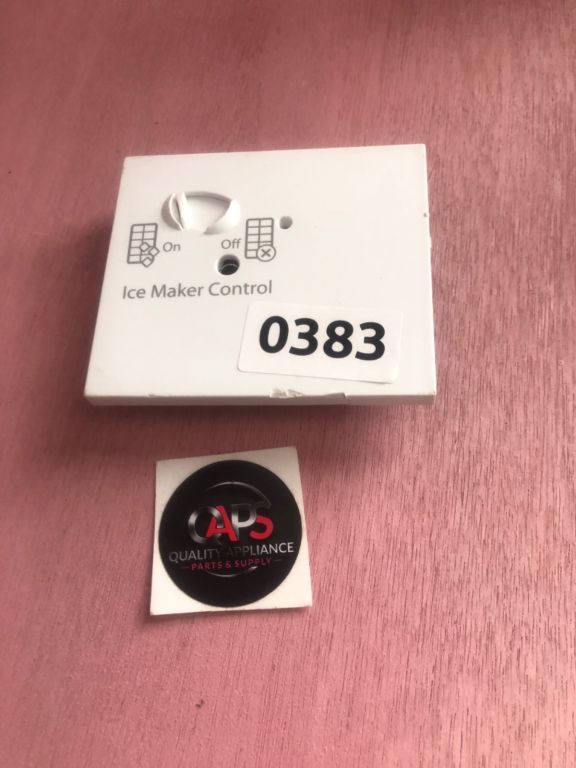 On Off
Ice Maker Control
0383
QAPS
QUALITY APPLIANCE
PARTS & SUPPLY